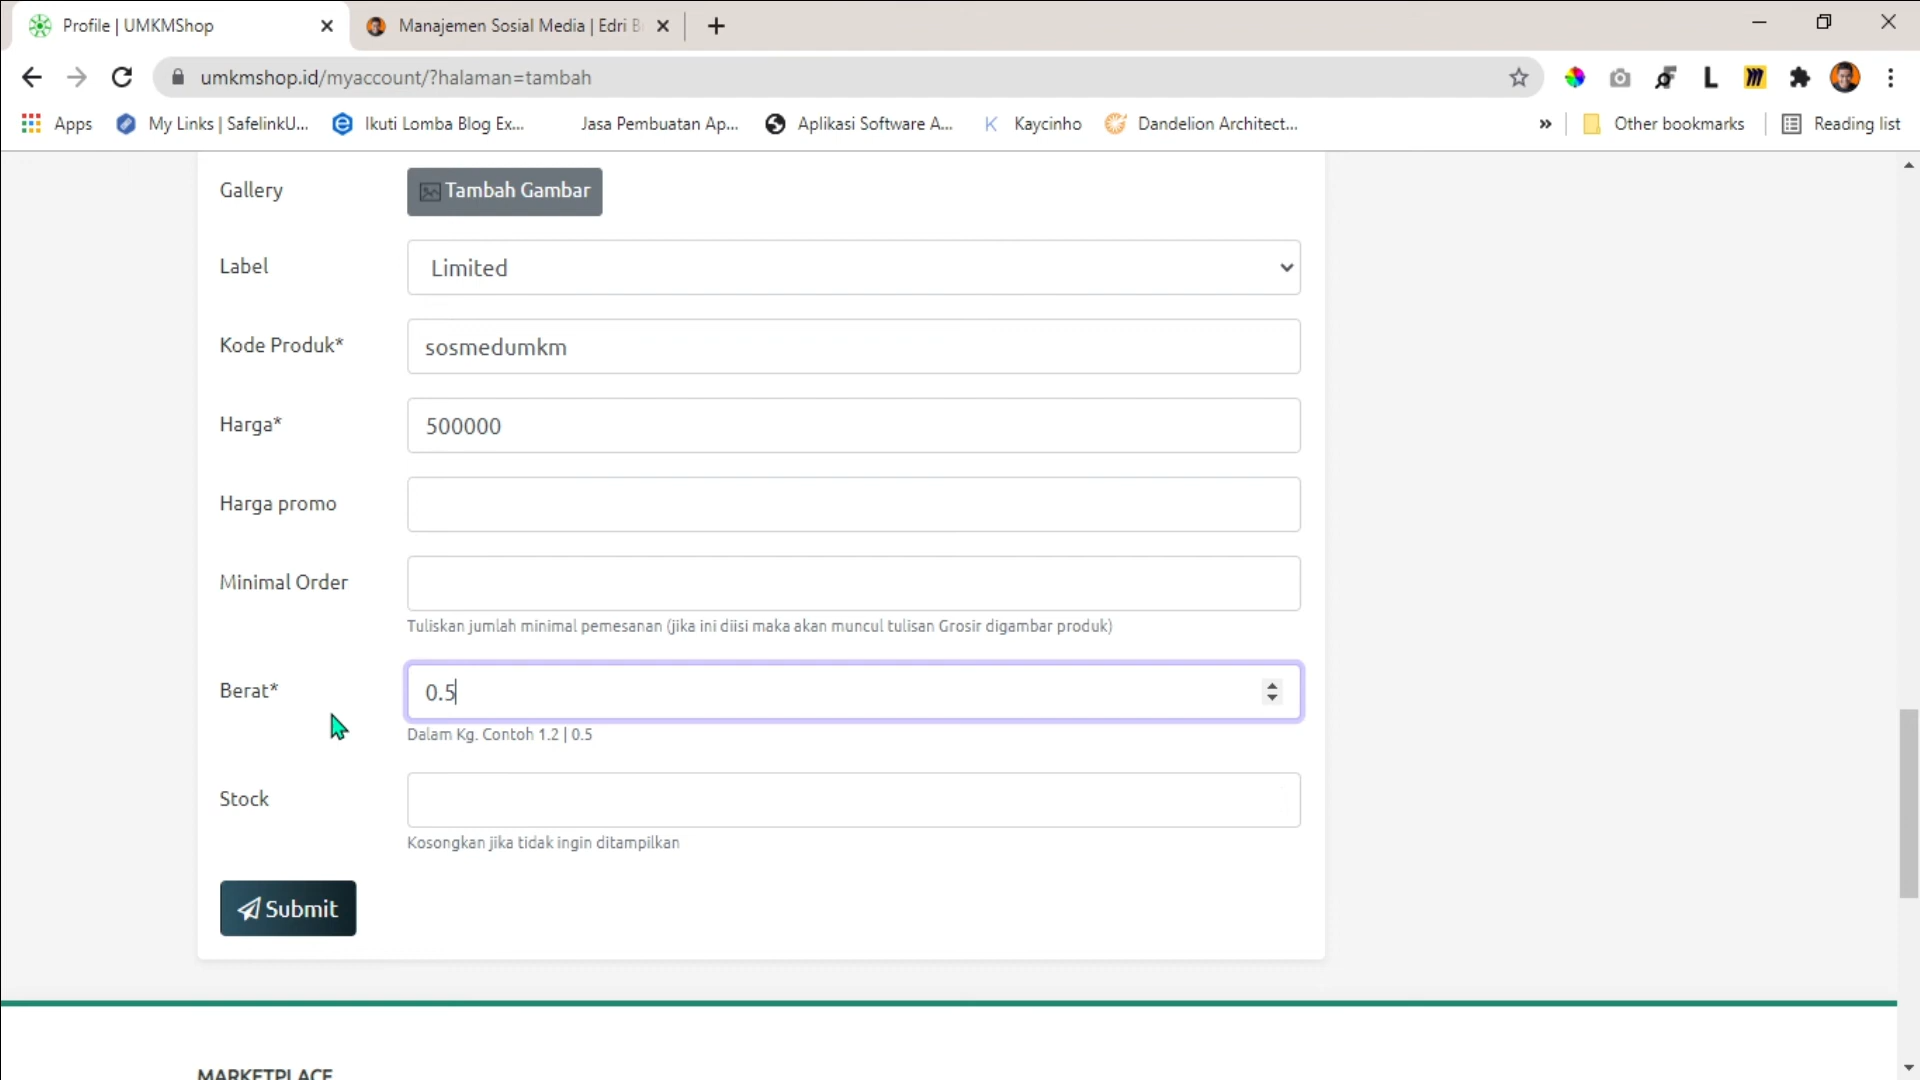 Profile | UMKMShop
Manajemen Sosial Media | Edri B
umkmshop.id/myaccount/?halaman=tambah
Apps
My Links | SafelinkU...
Ikuti Lomba Blog Ex...
Jasa Pembuatan Ap...
Aplikasi Software A...
Kaycinho
Dandelion Architect...
Other bookmarks
Reading list
Gallery
Tambah Gambar
Label
Limited
Kode Produk*
sosmedumkm
Harga*
500000
Harga promo
Minimal Order
Tuliskan jumlah minimal pemesanan (jika ini diisi maka akan muncul tulisan Grosir digambar produk)
Berat*
0.5
Dalam Kg. Contoh 1.2 | 0.5
Stock
Kosongkan jika tidak ingin ditampilkan
Submit
MARKETPLACE